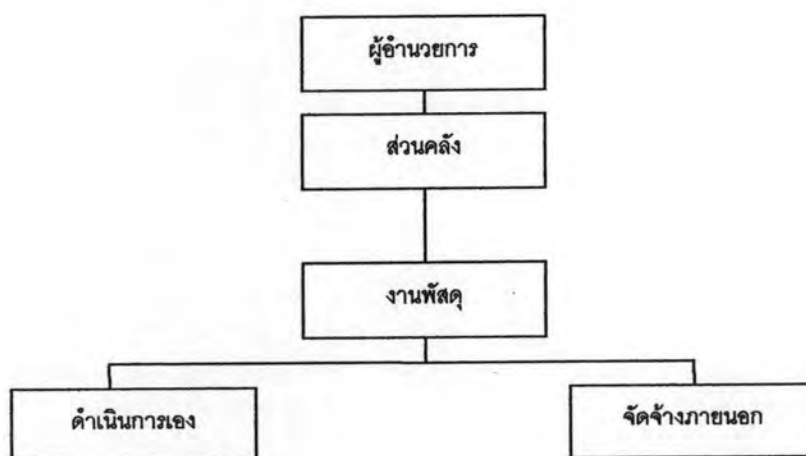 ผู้อำนวยการ
ส่วนคลัง
งานพัสดุ
ดำเนินการเอง
จัดจ้างภายนอก